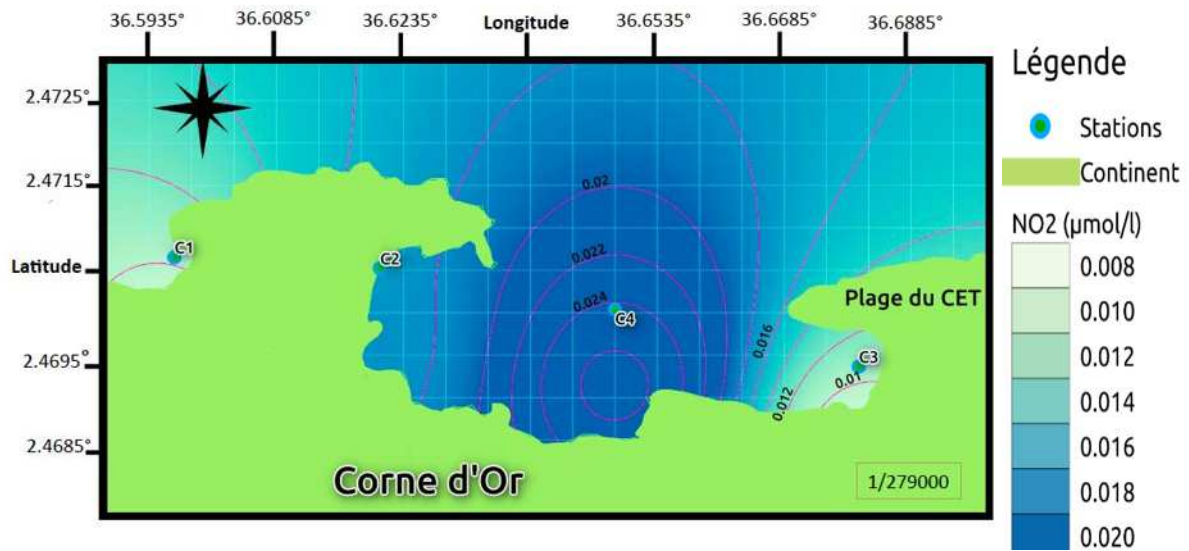 36.5935° 36.6085° 36.6235° Longitude 36.6535° 36.6685° 36.6885°
2.4725°
2.4715°
Latitude
2.4695°
2.4685°
C1
C2
0.02
0.022
0.024
C4
0.016
Plage du CET
C3
0.01
0.012
Corne d'Or
1/279000
Légende
Stations
Continent
NO2 (µmol/l)
0.008
0.010
0.012
0.014
0.016
0.018
0.020